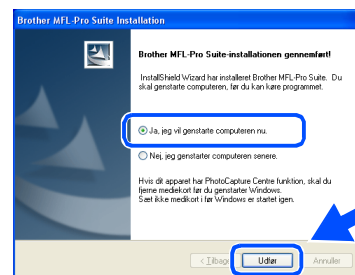 Brother MFL-Pro Suite Installation
Brother MFL-Pro Suite-installationen gennemført!
InstallShield Wizard har installeret Brother MFL-Pro Suite. Du
skal genstarte computeren, før du kan køre programmet.
Ja, jeg vil genstarte computeren nu.
Nej, jeg genstarter computeren senere.
Hvis dit apparat har PhotoCapture Centre funktion, skal du
fjerne mediekort før du genstarter Windows.
Sæt ikke medikort i før Windows er startet igen.
< Tilbage Udfør Annuller